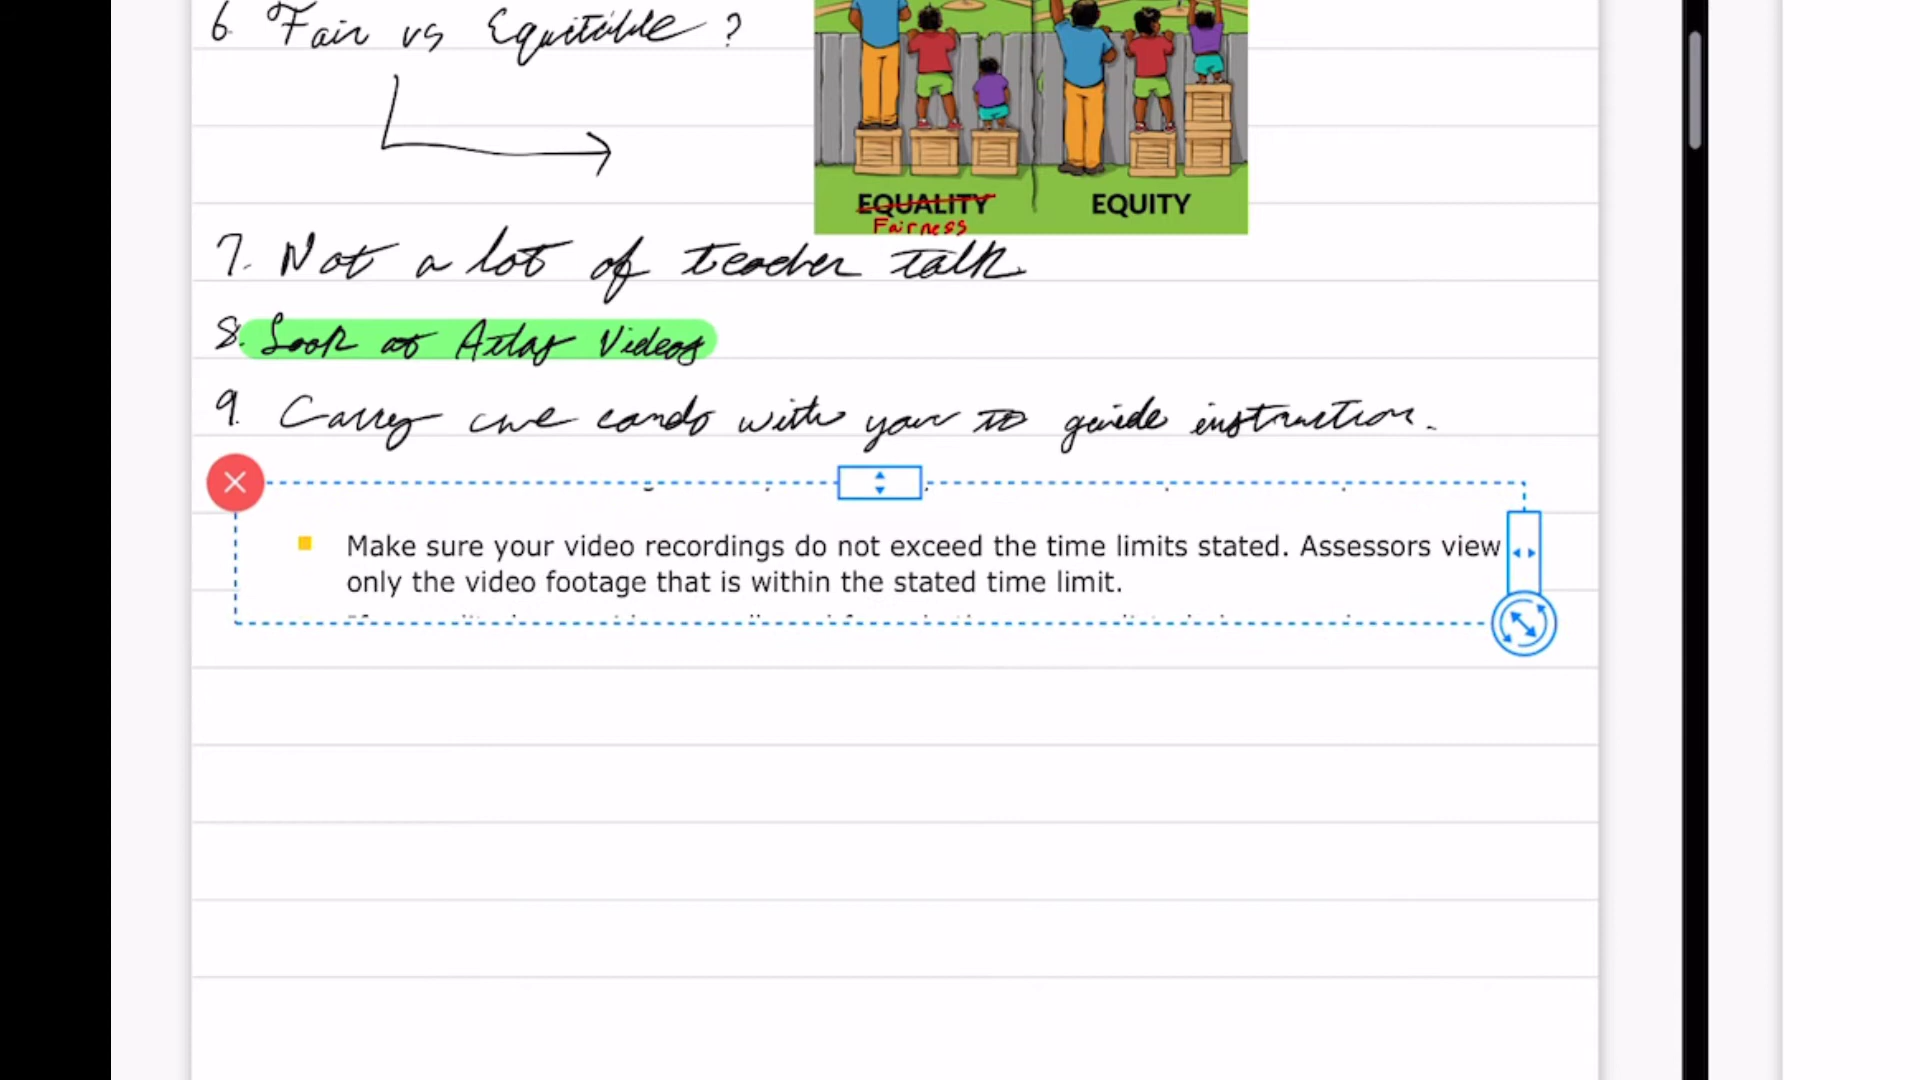 6. Fair vs Equitible?
EQUALITY
Fairness
EQUITY
7. Not a lot of teacher talk.
8. Look at Atlas Videos
9. Carry cue cards with you to guide instruction.
Make sure your video recordings do not exceed the time limits stated. Assessors view
only the video footage that is within the stated time limit.